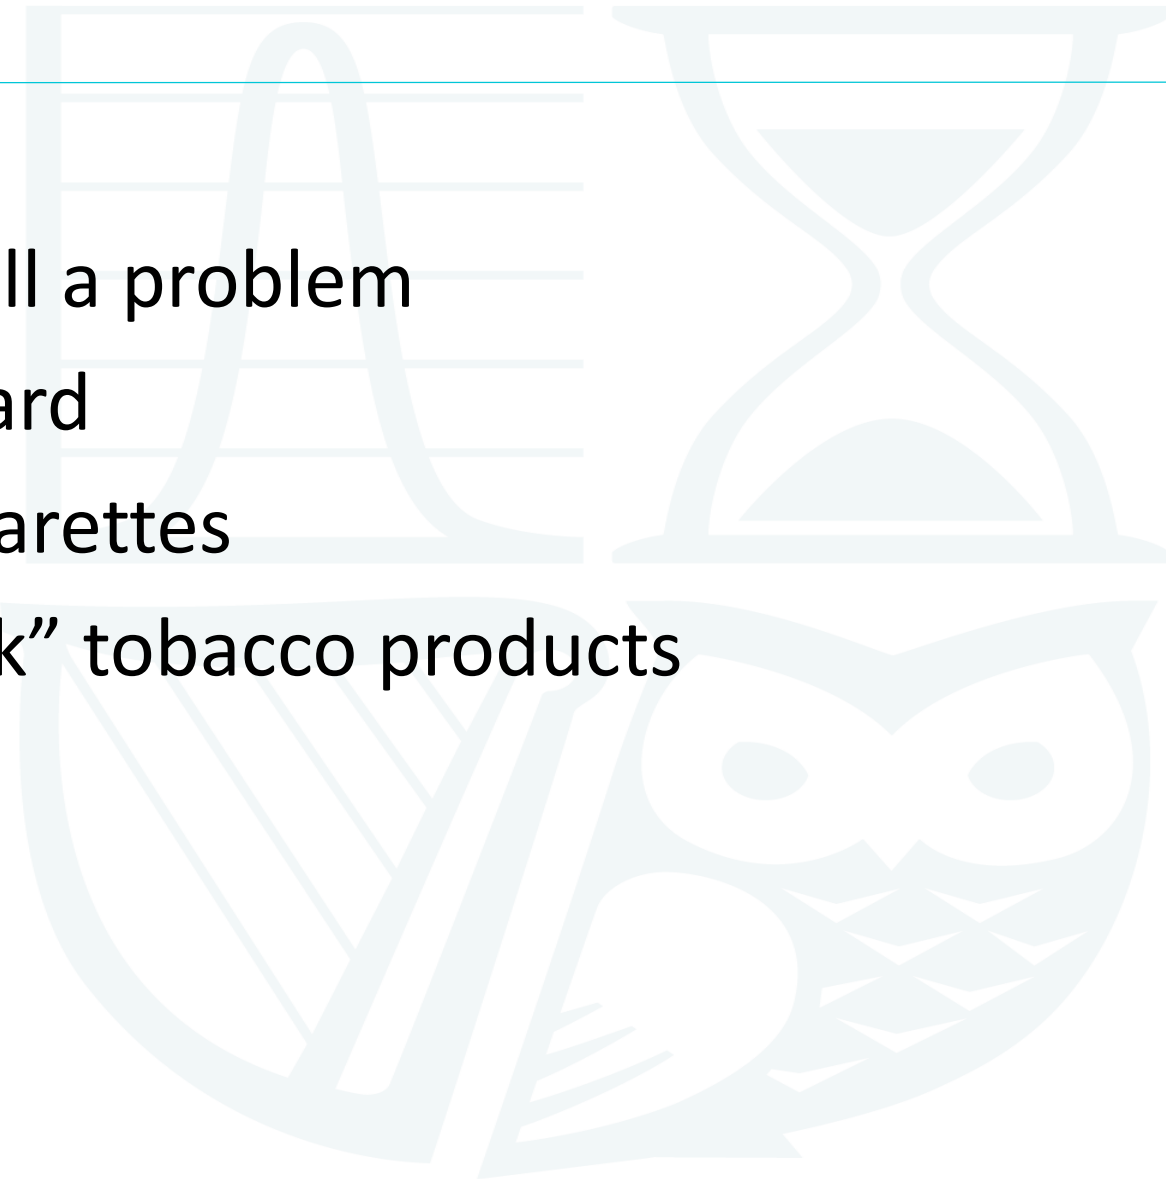 ll a problem
ard
arettes
k” tobacco products